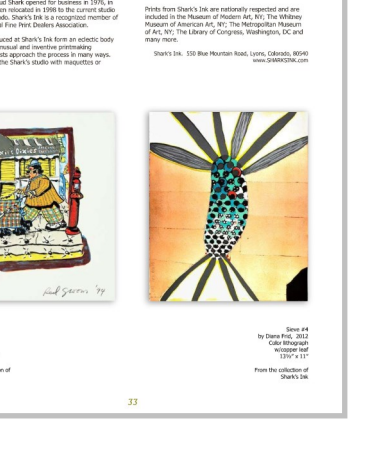 ud Shark opened for business in 1976, in
en relocated in 1998 to the current studio
do. Shark's Ink is a recognized member of
l Fine Print Dealers Association.
uced at Shark's Ink form an eclectic body
nusual and inventive printmaking
sts approach the process in many ways.
the Shark's studio with maquettes or
Prints from Shark's Ink are nationally respected and are
included in the Museum of Modern Art, NY; The Whitney
Museum of American Art, NY; The Metropolitan Museum
of Art, NY; The Library of Congress, Washington, DC and
many more.
Shark's Ink. 550 Blue Mountain Road, Lyons, Colorado, 80540
www.SHARKSINK.com
'94
Sieve #4
by Diana Frid, 2012
Color lithograph
w/copper leaf
13½" x 11"
on of
From the collection of
Shark's Ink
33